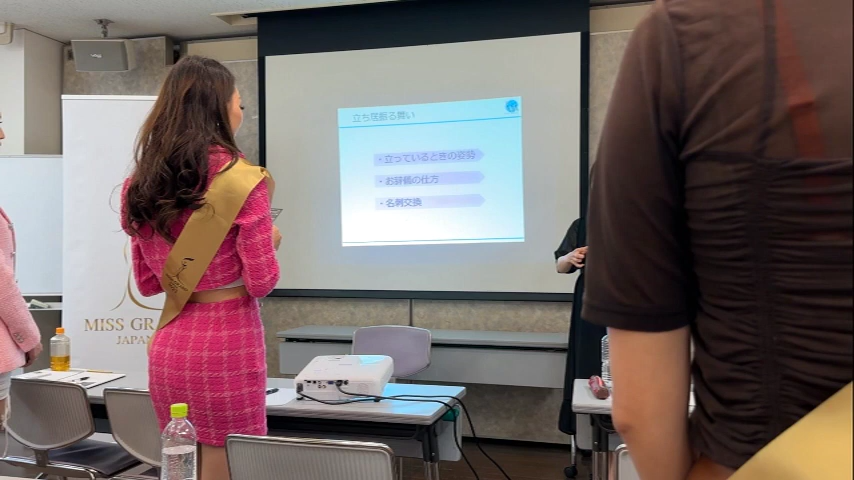 立ち居振る舞い
・立っているときの姿勢
・お辞儀の仕方
・名刺交換
MISS GR
JAPAN